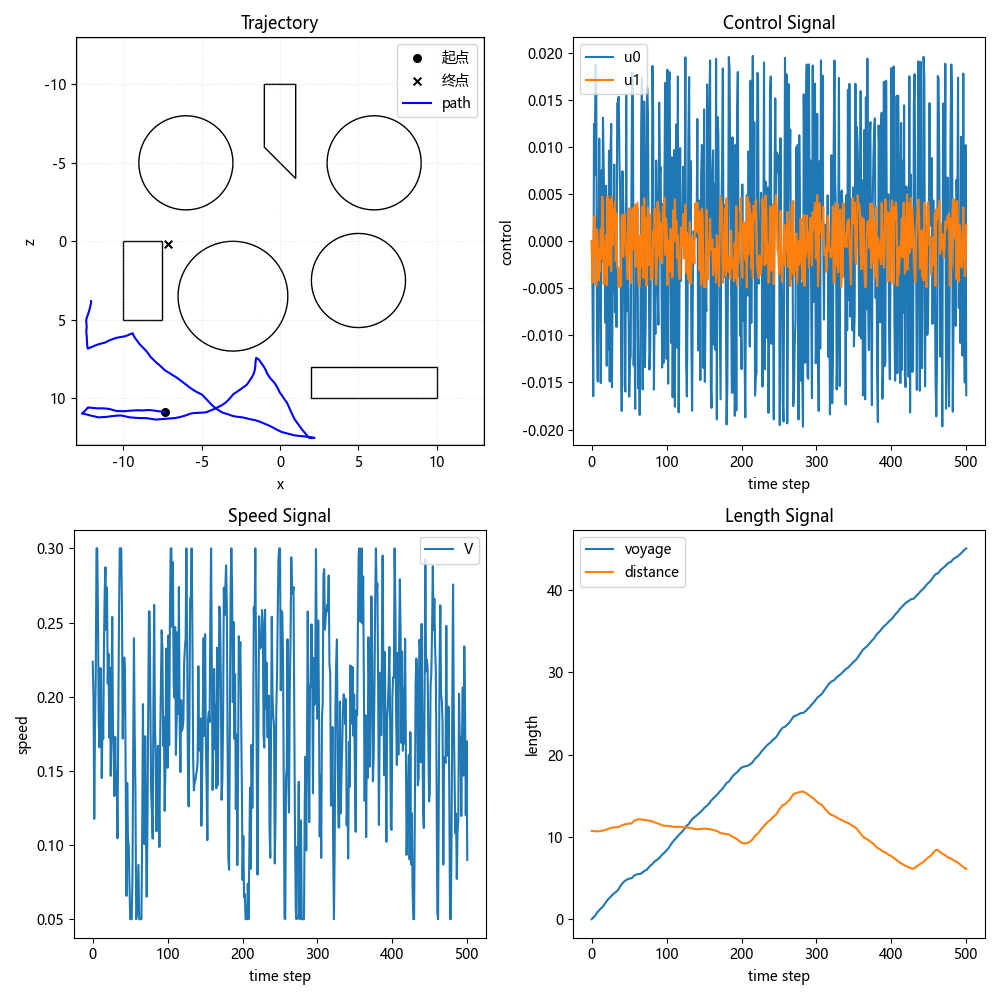 Trajectory
起点
终点
path
-10
-5
0
5
10
z
-10
-5
0
5
10
x
Control Signal
u0
u1
0.020
0.015
0.010
0.005
0.000
-0.005
-0.010
-0.015
-0.020
control
0
100
200
300
400
500
time step
Speed Signal
V
0.30
0.25
0.20
0.15
0.10
0.05
speed
0
100
200
300
400
500
time step
Length Signal
voyage
distance
40
30
20
10
0
length
0
100
200
300
400
500
time step